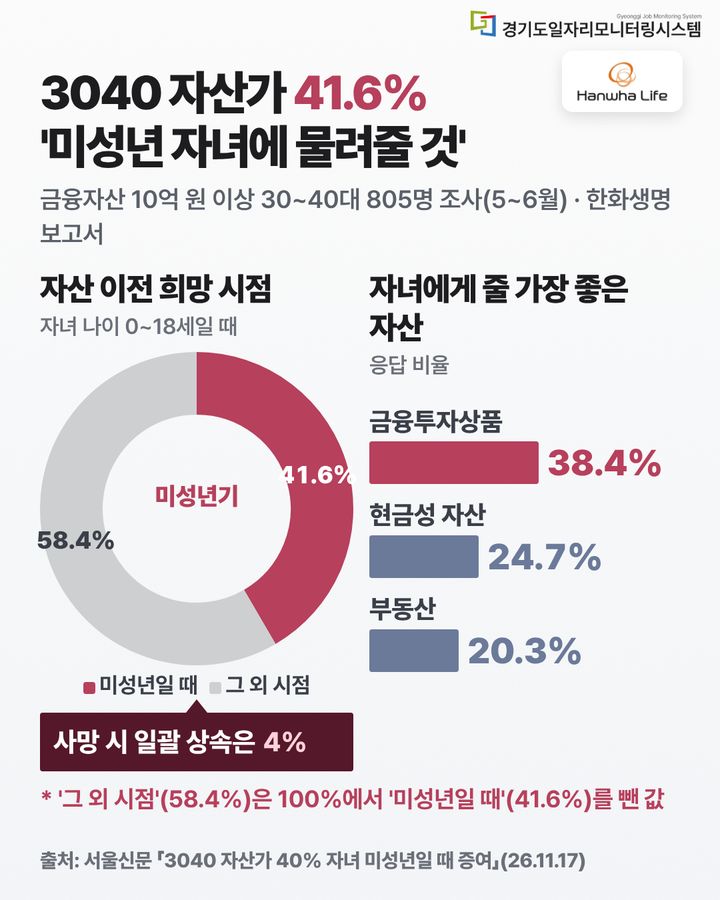 Gyeonggi Job Monitoring System
경기도일자리모니터링시스템
Hanwha Life
3040 자산가 41.6%
'미성년 자녀에 물려줄 것'
금융자산 10억 원 이상 30~40대 805명 조사(5~6월) · 한화생명
보고서
자산 이전 희망 시점
자녀 나이 0~18세일 때
41.6%
미성년기
58.4%
미성년일 때 그 외 시점
사망 시 일괄 상속은 4%
자녀에게 줄 가장 좋은
자산
응답 비율
금융투자상품
38.4%
현금성 자산
24.7%
부동산
20.3%
* '그 외 시점'(58.4%)은 100%에서 '미성년일 때'(41.6%)를 뺀 값
출처: 서울신문 『3040 자산가 40% 자녀 미성년일 때 증여』(26.11.17)